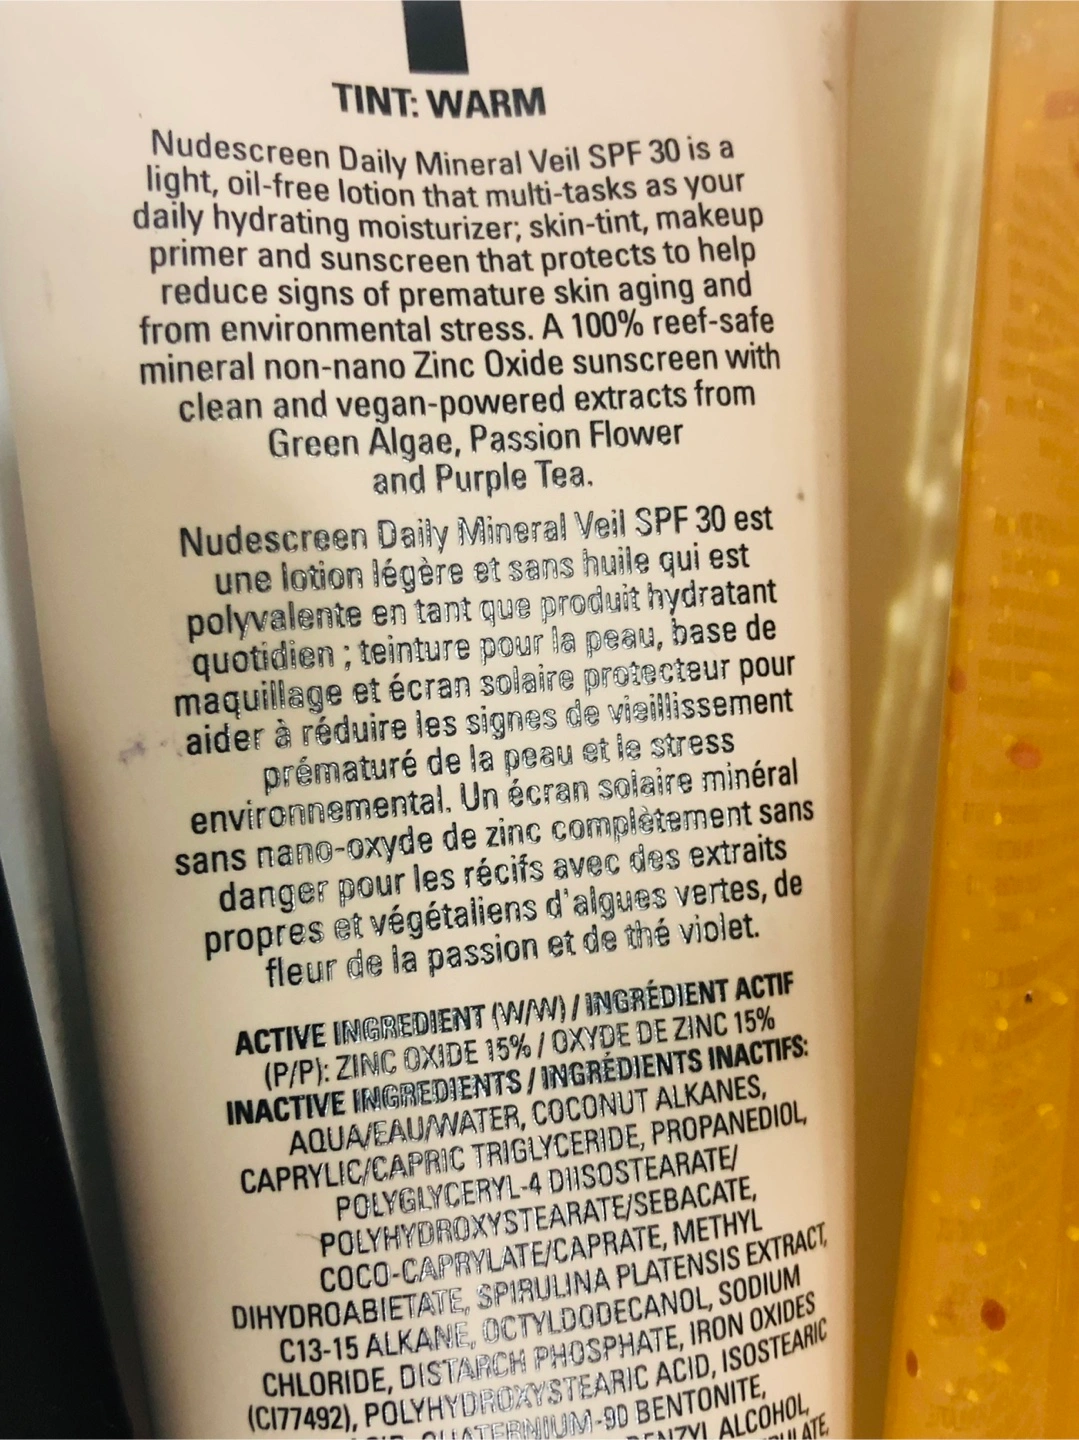 TINT: WARM
Nudescreen Daily Mineral Veil SPF 30 is a
light, oil-free lotion that multi-tasks as your
daily hydrating moisturizer; skin-tint, makeup
primer and sunscreen that protects to help
reduce signs of premature skin aging and
from environmental stress. A 100% reef-safe
mineral non-nano Zinc Oxide sunscreen with
clean and vegan-powered extracts from
Green Algae, Passion Flower
and Purple Tea.
Nudescreen Daily Mineral Veil SPF 30 est
une lotion légère et sans huile qui est
polyvalente en tant que produit hydratant
quotidien ; teinture pour la peau, base de
maquillage et écran solaire protecteur pour
aider à réduire les signes de vieillissement
prématuré de la peau et le stress
environnemental. Un écran solaire minéral
sans nano-oxyde de zinc complètement sans
danger pour les récifs avec des extraits
propres et végétaliens d'algues vertes, de
fleur de la passion et de thé violet.
ACTIVE INGREDIENT (W/W) / INGRÉDIENT ACTIF
(P/P): ZINC OXIDE 15% / OXYDE DE ZINC 15%
INACTIVE INGREDIENTS / INGRÉDIENTS INACTIFS:
AQUA/EAU/WATER, COCONUT ALKANES,
CAPRYLIC/CAPRIC TRIGLYCERIDE, PROPANEDIOL,
POLYGLYCERYL-4 DIISOSTEARATE/
POLYHYDROXYSTEARATE/SEBACATE,
COCO-CAPRYLATE/CAPRATE, METHYL
DIHYDROABIETATE, SPIRULINA PLATENSIS EXTRACT,
C13-15 ALKANE, OCTYLDODECANOL, SODIUM
CHLORIDE, DISTARCH PHOSPHATE, IRON OXIDES
(CI77492), POLYHYDROXYSTEARIC ACID, ISOSTEARIC
BENTONITE,
ALCOHOL,